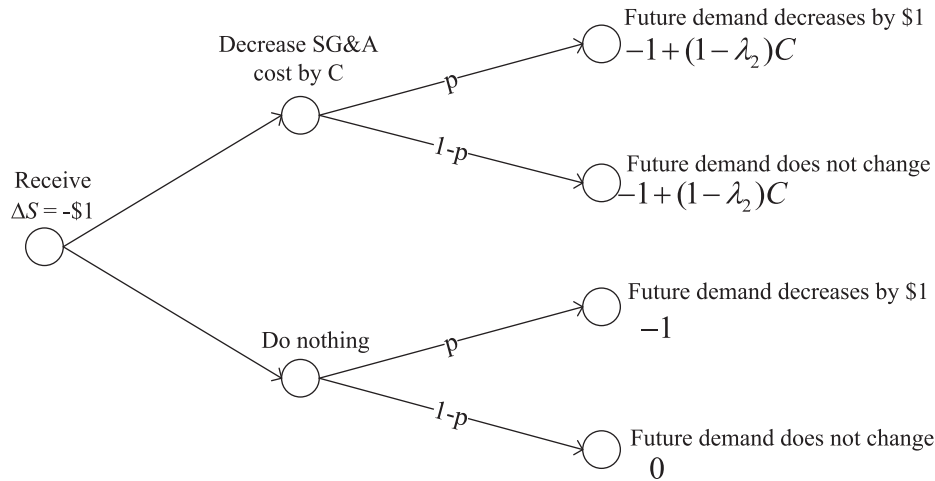 Future demand decreases by $1
−1+(1−λ₂)C
Decrease SG&A
cost by C
p
1-p
Future demand does not change
−1+(1−λ₂)C
Receive
ΔS = -$1
Future demand decreases by $1
−1
Do nothing
p
1-p
Future demand does not change
0